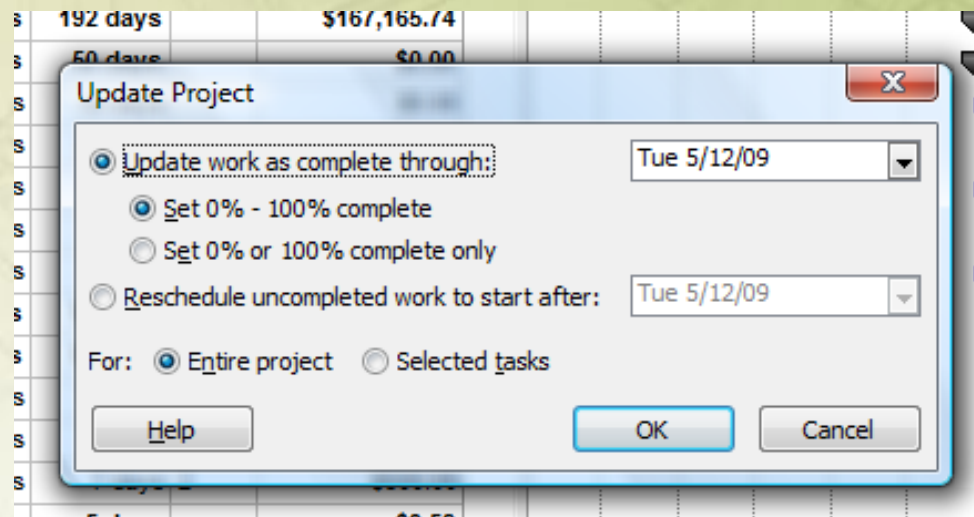 s 192 days $167,165.74
s 50 days $0.00
Update Project
s
s Update work as complete through: Tue 5/12/09
s Set 0% - 100% complete
s Set 0% or 100% complete only
s Reschedule uncompleted work to start after: Tue 5/12/09
s
s For: Entire project Selected tasks
s
s Help OK Cancel
s